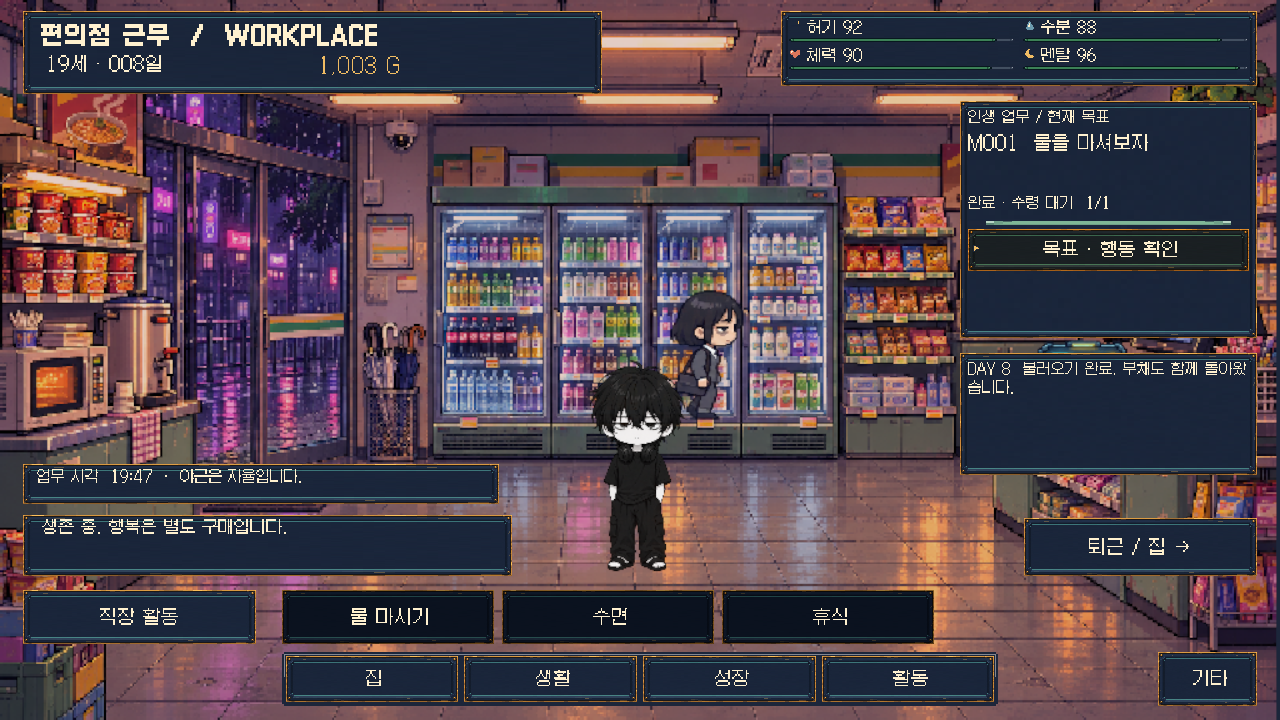 편의점 근무 / WORKPLACE
19세 · 008일
1,003 G
허기 92
수분 88
체력 90
멘탈 96
인생 업무 / 현재 목표
M001 물을 마셔보자
완료 · 수령 대기 1/1
목표 · 행동 확인
DAY 8 불러오기 완료. 부채도 함께 돌아왔
습니다.
업무 시각 19:47 · 야근은 자율입니다.
생존 중. 행복은 별도 구매입니다.
퇴근 / 집 →
직장 활동
물 마시기
수면
휴식
집
생활
성장
활동
기타